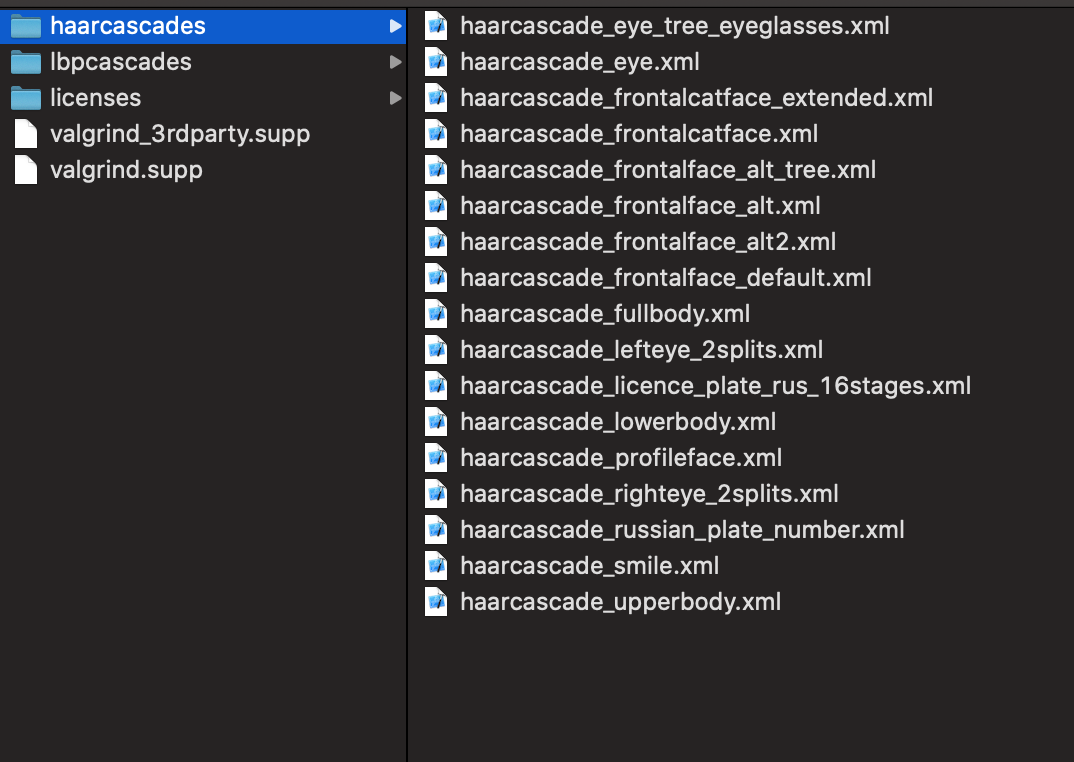 haarcascades
lbpcascades
licenses
valgrind_3rdparty.supp
valgrind.supp
haarcascade_eye_tree_eyeglasses.xml
haarcascade_eye.xml
haarcascade_frontalcatface_extended.xml
haarcascade_frontalcatface.xml
haarcascade_frontalface_alt_tree.xml
haarcascade_frontalface_alt.xml
haarcascade_frontalface_alt2.xml
haarcascade_frontalface_default.xml
haarcascade_fullbody.xml
haarcascade_lefteye_2splits.xml
haarcascade_licence_plate_rus_16stages.xml
haarcascade_lowerbody.xml
haarcascade_profileface.xml
haarcascade_righteye_2splits.xml
haarcascade_russian_plate_number.xml
haarcascade_smile.xml
haarcascade_upperbody.xml